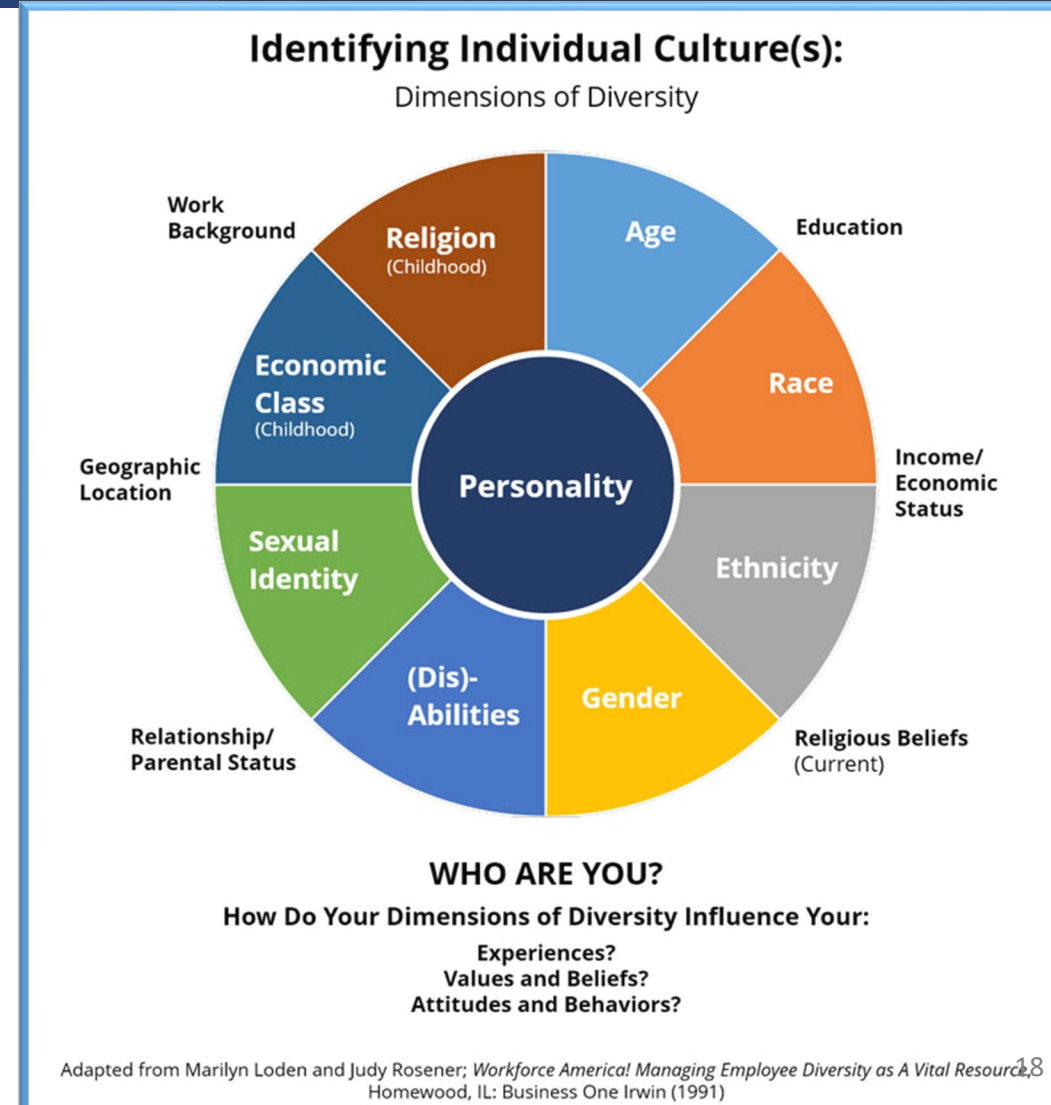 Identifying Individual Culture(s):
Dimensions of Diversity
Work
Background
Religion
(Childhood)
Age
Education
Economic
Class
(Childhood)
Race
Geographic
Location
Personality
Income/
Economic
Status
Sexual
Identity
Ethnicity
(Dis)-
Abilities
Gender
Relationship/
Parental Status
Religious Beliefs
(Current)
WHO ARE YOU?
How Do Your Dimensions of Diversity Influence Your:
Experiences?
Values and Beliefs?
Attitudes and Behaviors?
Adapted from Marilyn Loden and Judy Rosener; Workforce America! Managing Employee Diversity as A Vital Resource,
Homewood, IL: Business One Irwin (1991)
18